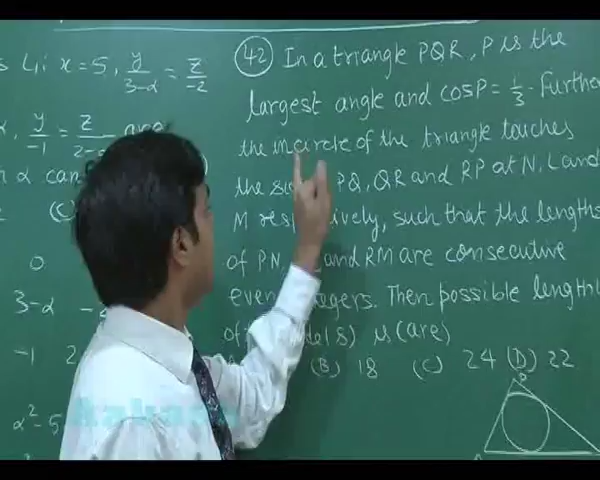 L1: x=5, y/3-α = z/-2
y/-1 = z/2-α are
α can
(C)
0
3-α
-1 2
α²-5
(42) In a triangle PQR, P is the
largest angle and cosP = 1/3. Further
the incircle of the triangle touches
the PQ, QR and RP at N, L and
M respectively, such that the lengths
of PN, and RM are consecutive
even integers. Then possible length
of is (are)
(B) 18 (C) 24 (D) 22